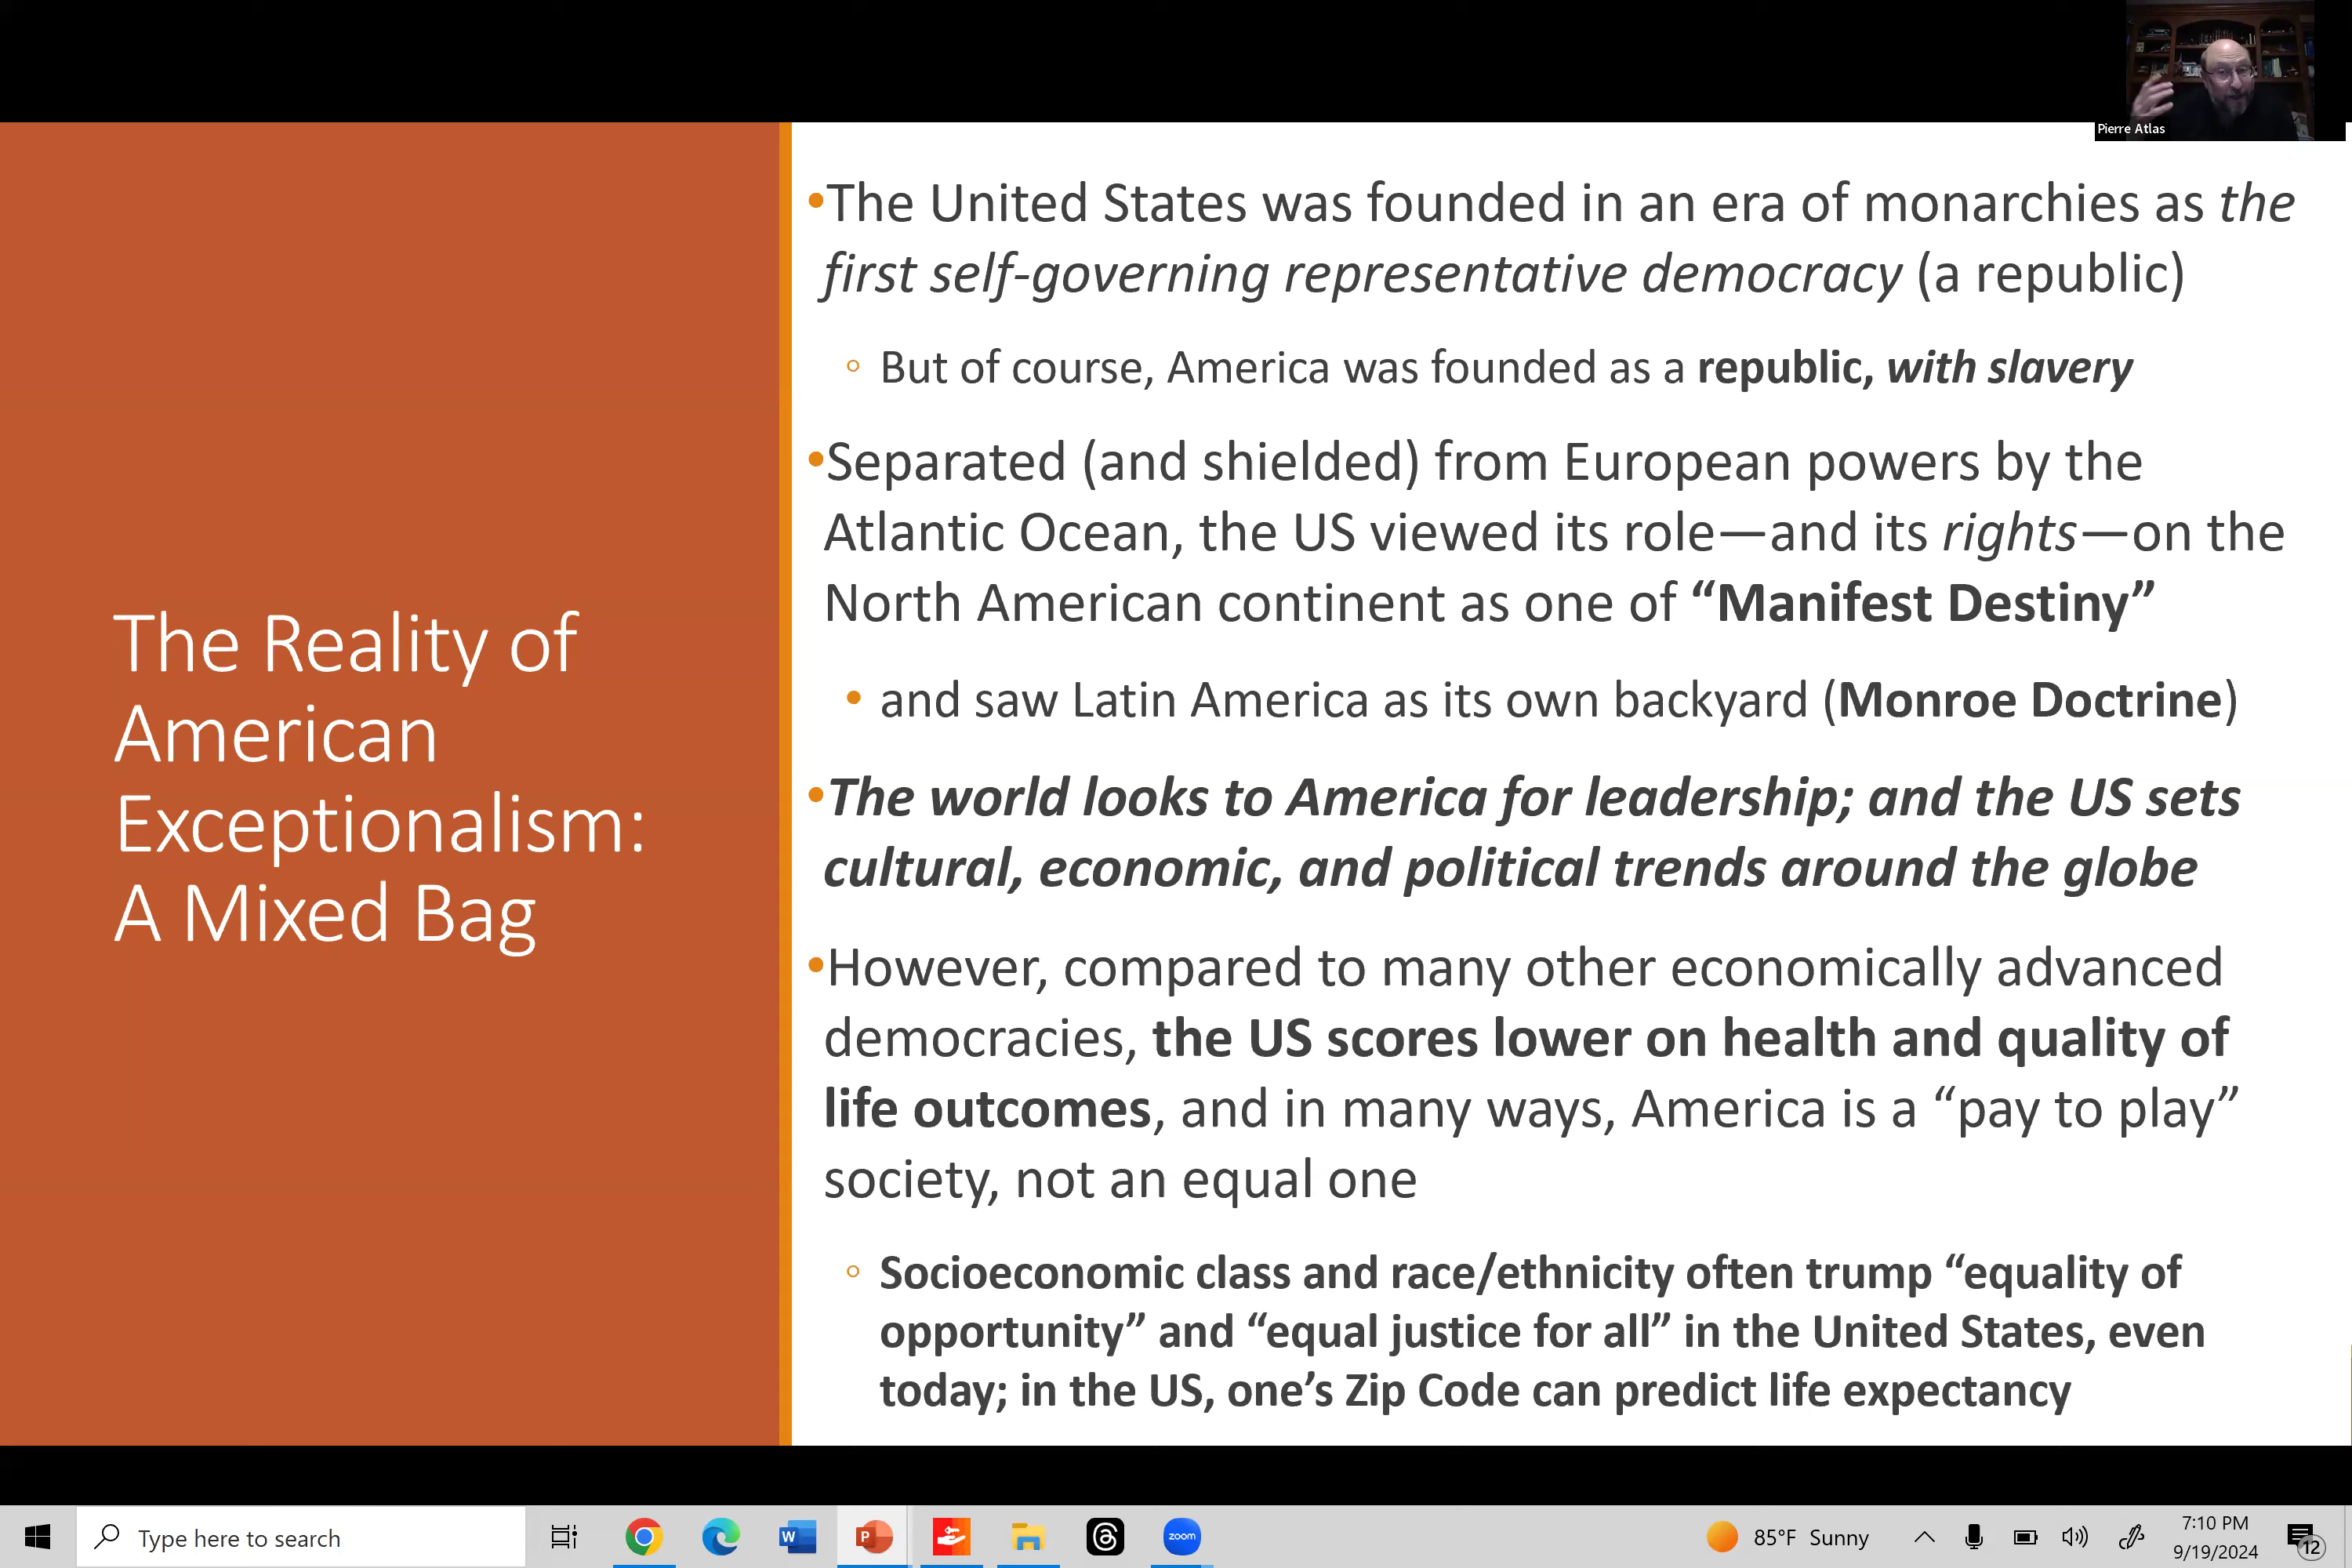 Pierre Atlas
The Reality of
American
Exceptionalism:
A Mixed Bag
•The United States was founded in an era of monarchies as the
first self-governing representative democracy (a republic)
◦ But of course, America was founded as a republic, with slavery
•Separated (and shielded) from European powers by the
Atlantic Ocean, the US viewed its role—and its rights—on the
North American continent as one of “Manifest Destiny”
• and saw Latin America as its own backyard (Monroe Doctrine)
•The world looks to America for leadership; and the US sets
cultural, economic, and political trends around the globe
•However, compared to many other economically advanced
democracies, the US scores lower on health and quality of
life outcomes, and in many ways, America is a “pay to play”
society, not an equal one
◦ Socioeconomic class and race/ethnicity often trump “equality of
opportunity” and “equal justice for all” in the United States, even
today; in the US, one’s Zip Code can predict life expectancy
Type here to search
W
P
zoom
85°F Sunny
7:10 PM
9/19/2024
12